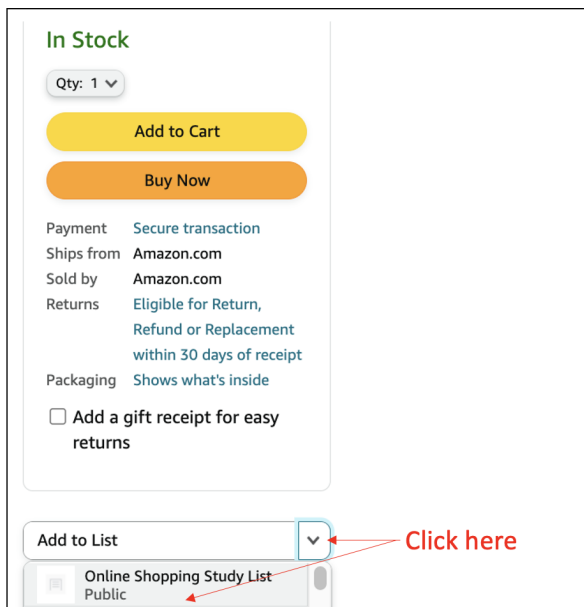 In Stock
Qty: 1
Add to Cart
Buy Now
Payment Secure transaction
Ships from Amazon.com
Sold by Amazon.com
Returns Eligible for Return,
Refund or Replacement
within 30 days of receipt
Packaging Shows what's inside
Add a gift receipt for easy
returns
Add to List
Click here
Online Shopping Study List
Public